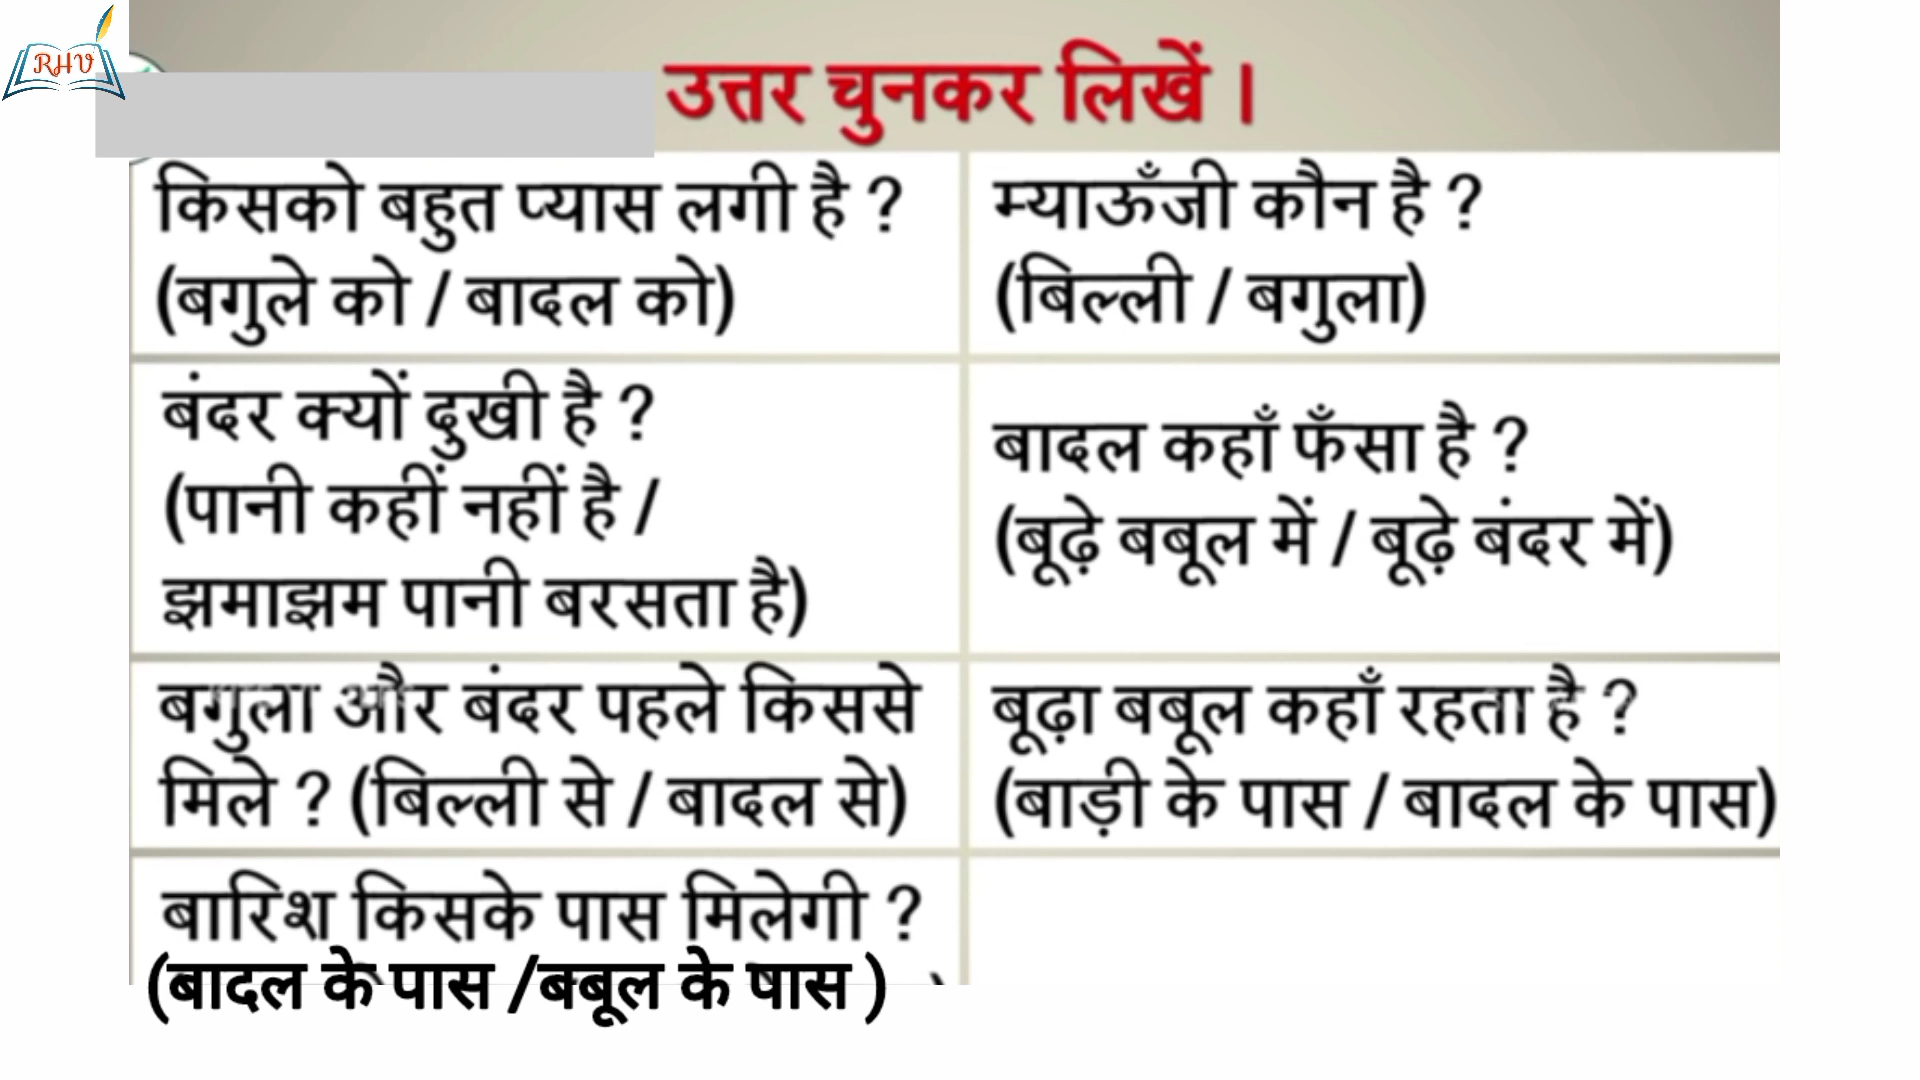 RHV
उत्तर चुनकर लिखें ।
किसको बहुत प्यास लगी है ?
(बगुले को / बादल को)
म्याऊँजी कौन है ?
(बिल्ली / बगुला)
बंदर क्यों दुखी है ?
(पानी कहीं नहीं है /
झमाझम पानी बरसता है)
बादल कहाँ फँसा है ?
(बूढ़े बबूल में / बूढ़े बंदर में)
बगुला और बंदर पहले किससे
मिले ? (बिल्ली से / बादल से)
बूढ़ा बबूल कहाँ रहता है ?
(बाड़ी के पास / बादल के पास)
बारिश किसके पास मिलेगी ?
(बादल के पास /बबूल के पास )